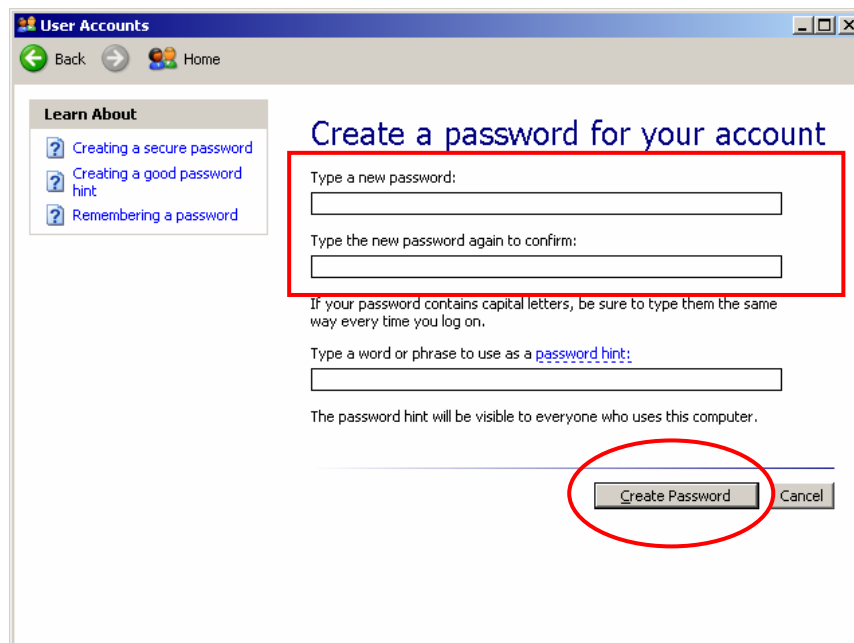 User Accounts
Back Home
Learn About
Creating a secure password
Creating a good password
hint
Remembering a password
Create a password for your account
Type a new password:
Type the new password again to confirm:
If your password contains capital letters, be sure to type them the same
way every time you log on.
Type a word or phrase to use as a password hint:
The password hint will be visible to everyone who uses this computer.
Create Password Cancel